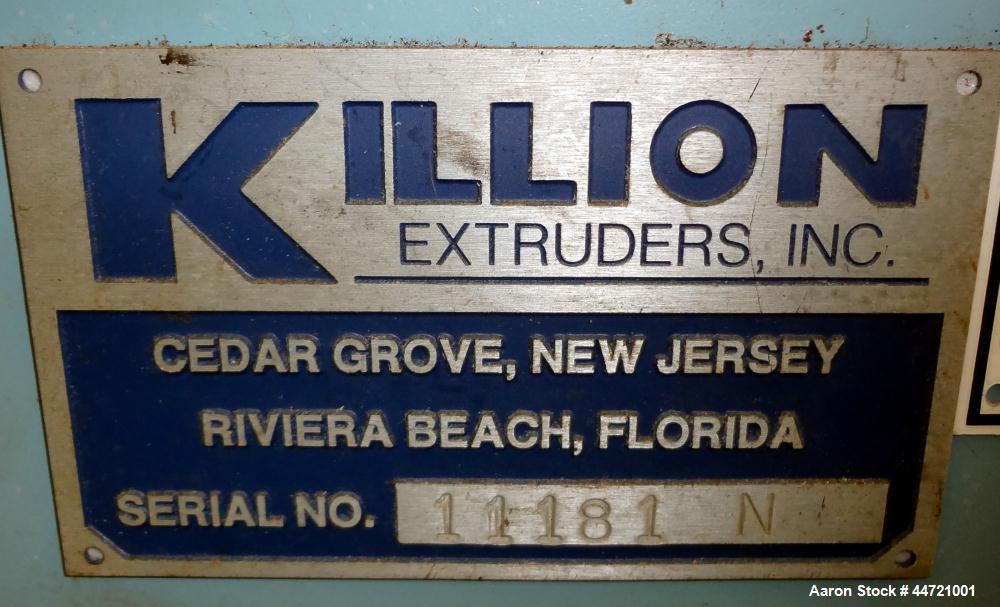 KILLION
EXTRUDERS, INC.
CEDAR GROVE, NEW JERSEY
RIVIERA BEACH, FLORIDA
SERIAL NO. 11181 N
Aaron Stock # 44721001